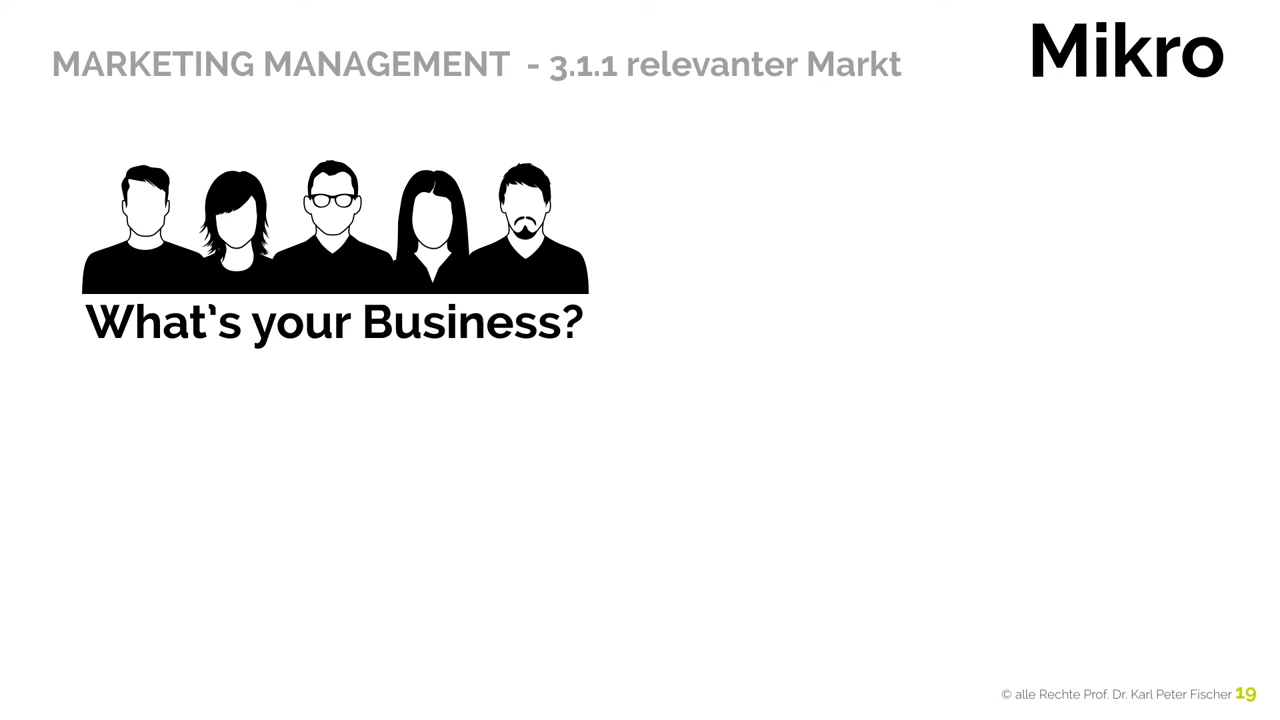 MARKETING MANAGEMENT - 3.1.1 relevanter Markt
Mikro
What's your Business?
© alle Rechte Prof. Dr. Karl Peter Fischer 19